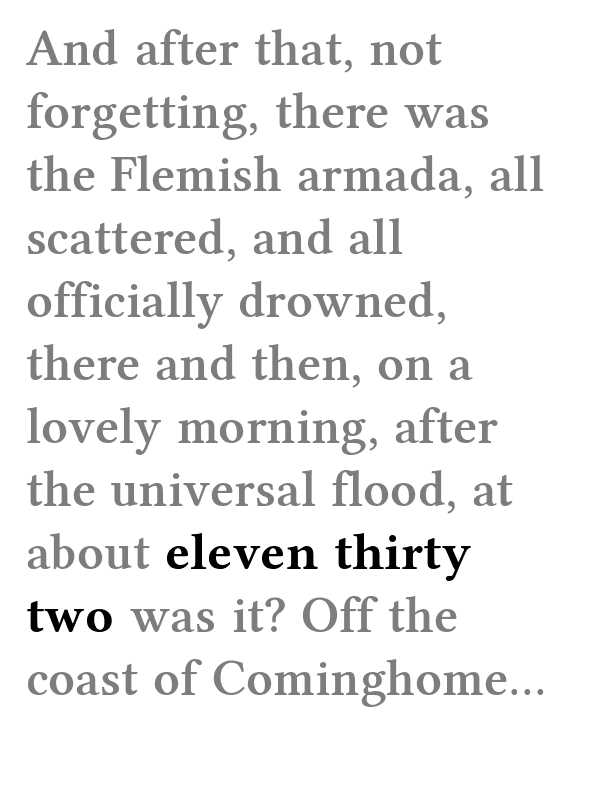 And after that, not
forgetting, there was
the Flemish armada, all
scattered, and all
officially drowned,
there and then, on a
lovely morning, after
the universal flood, at
about eleven thirty
two was it? Off the
coast of Cominghome...